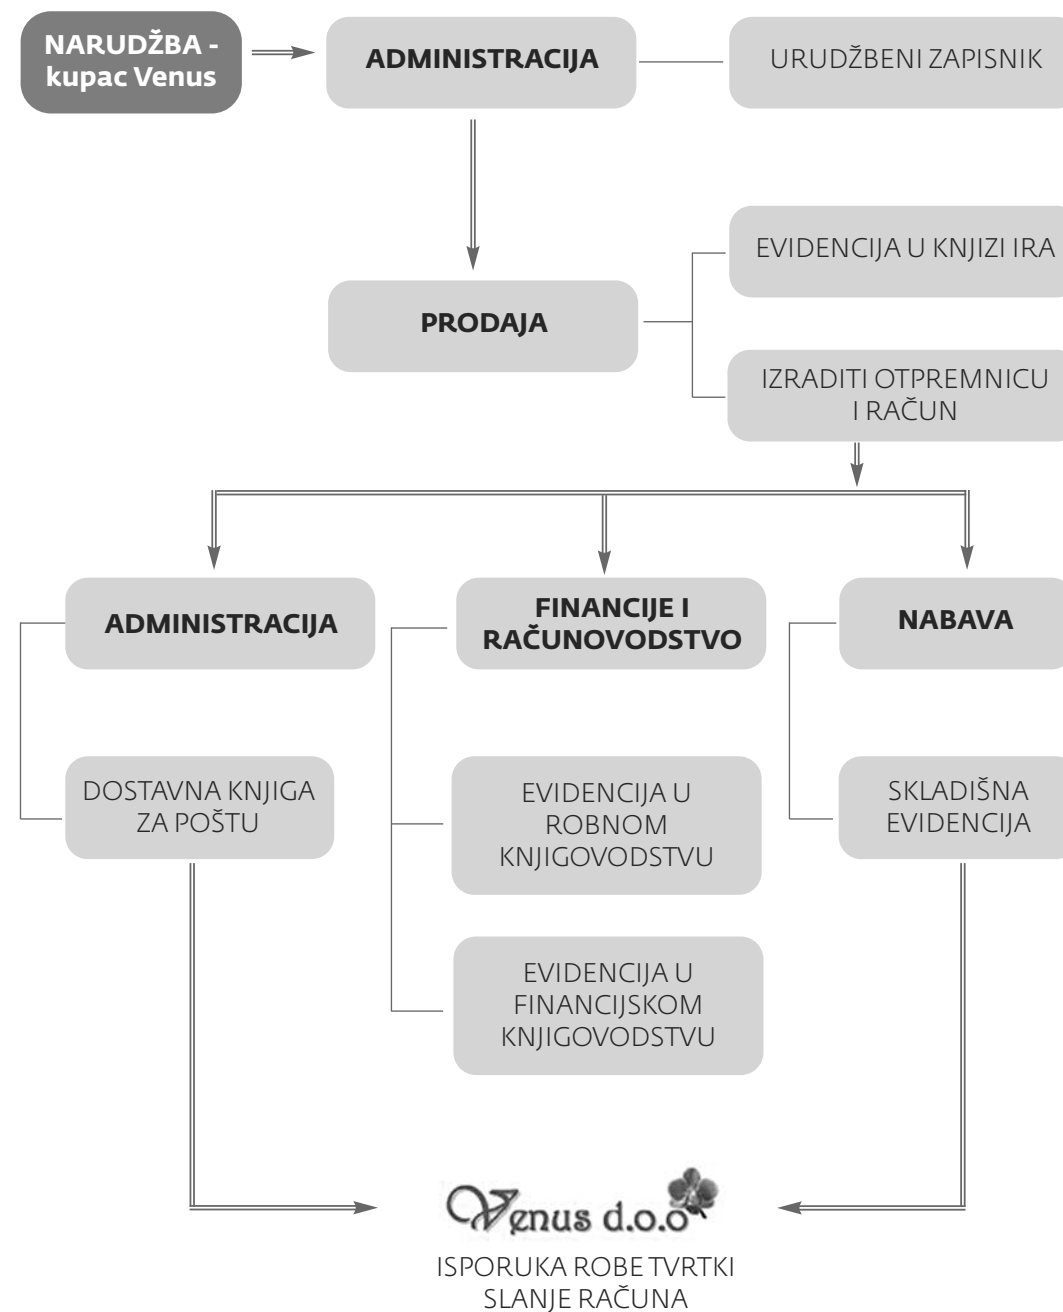 NARUDŽBA -
kupac Venus
ADMINISTRACIJA
URUDŽBENI ZAPISNIK
EVIDENCIJA U KNJIZI IRA
PRODAJA
IZRADITI OTPREMNICU
I RAČUN
ADMINISTRACIJA
FINANCIJE I
RAČUNOVODSTVO
NABAVA
DOSTAVNA KNJIGA
ZA POŠTU
EVIDENCIJA U
ROBNOM
KNJIGOVODSTVU
SKLADIŠNA
EVIDENCIJA
EVIDENCIJA U
FINANCIJSKOM
KNJIGOVODSTVU
Venus d.o.o
ISPORUKA ROBE TVRTKI
SLANJE RAČUNA